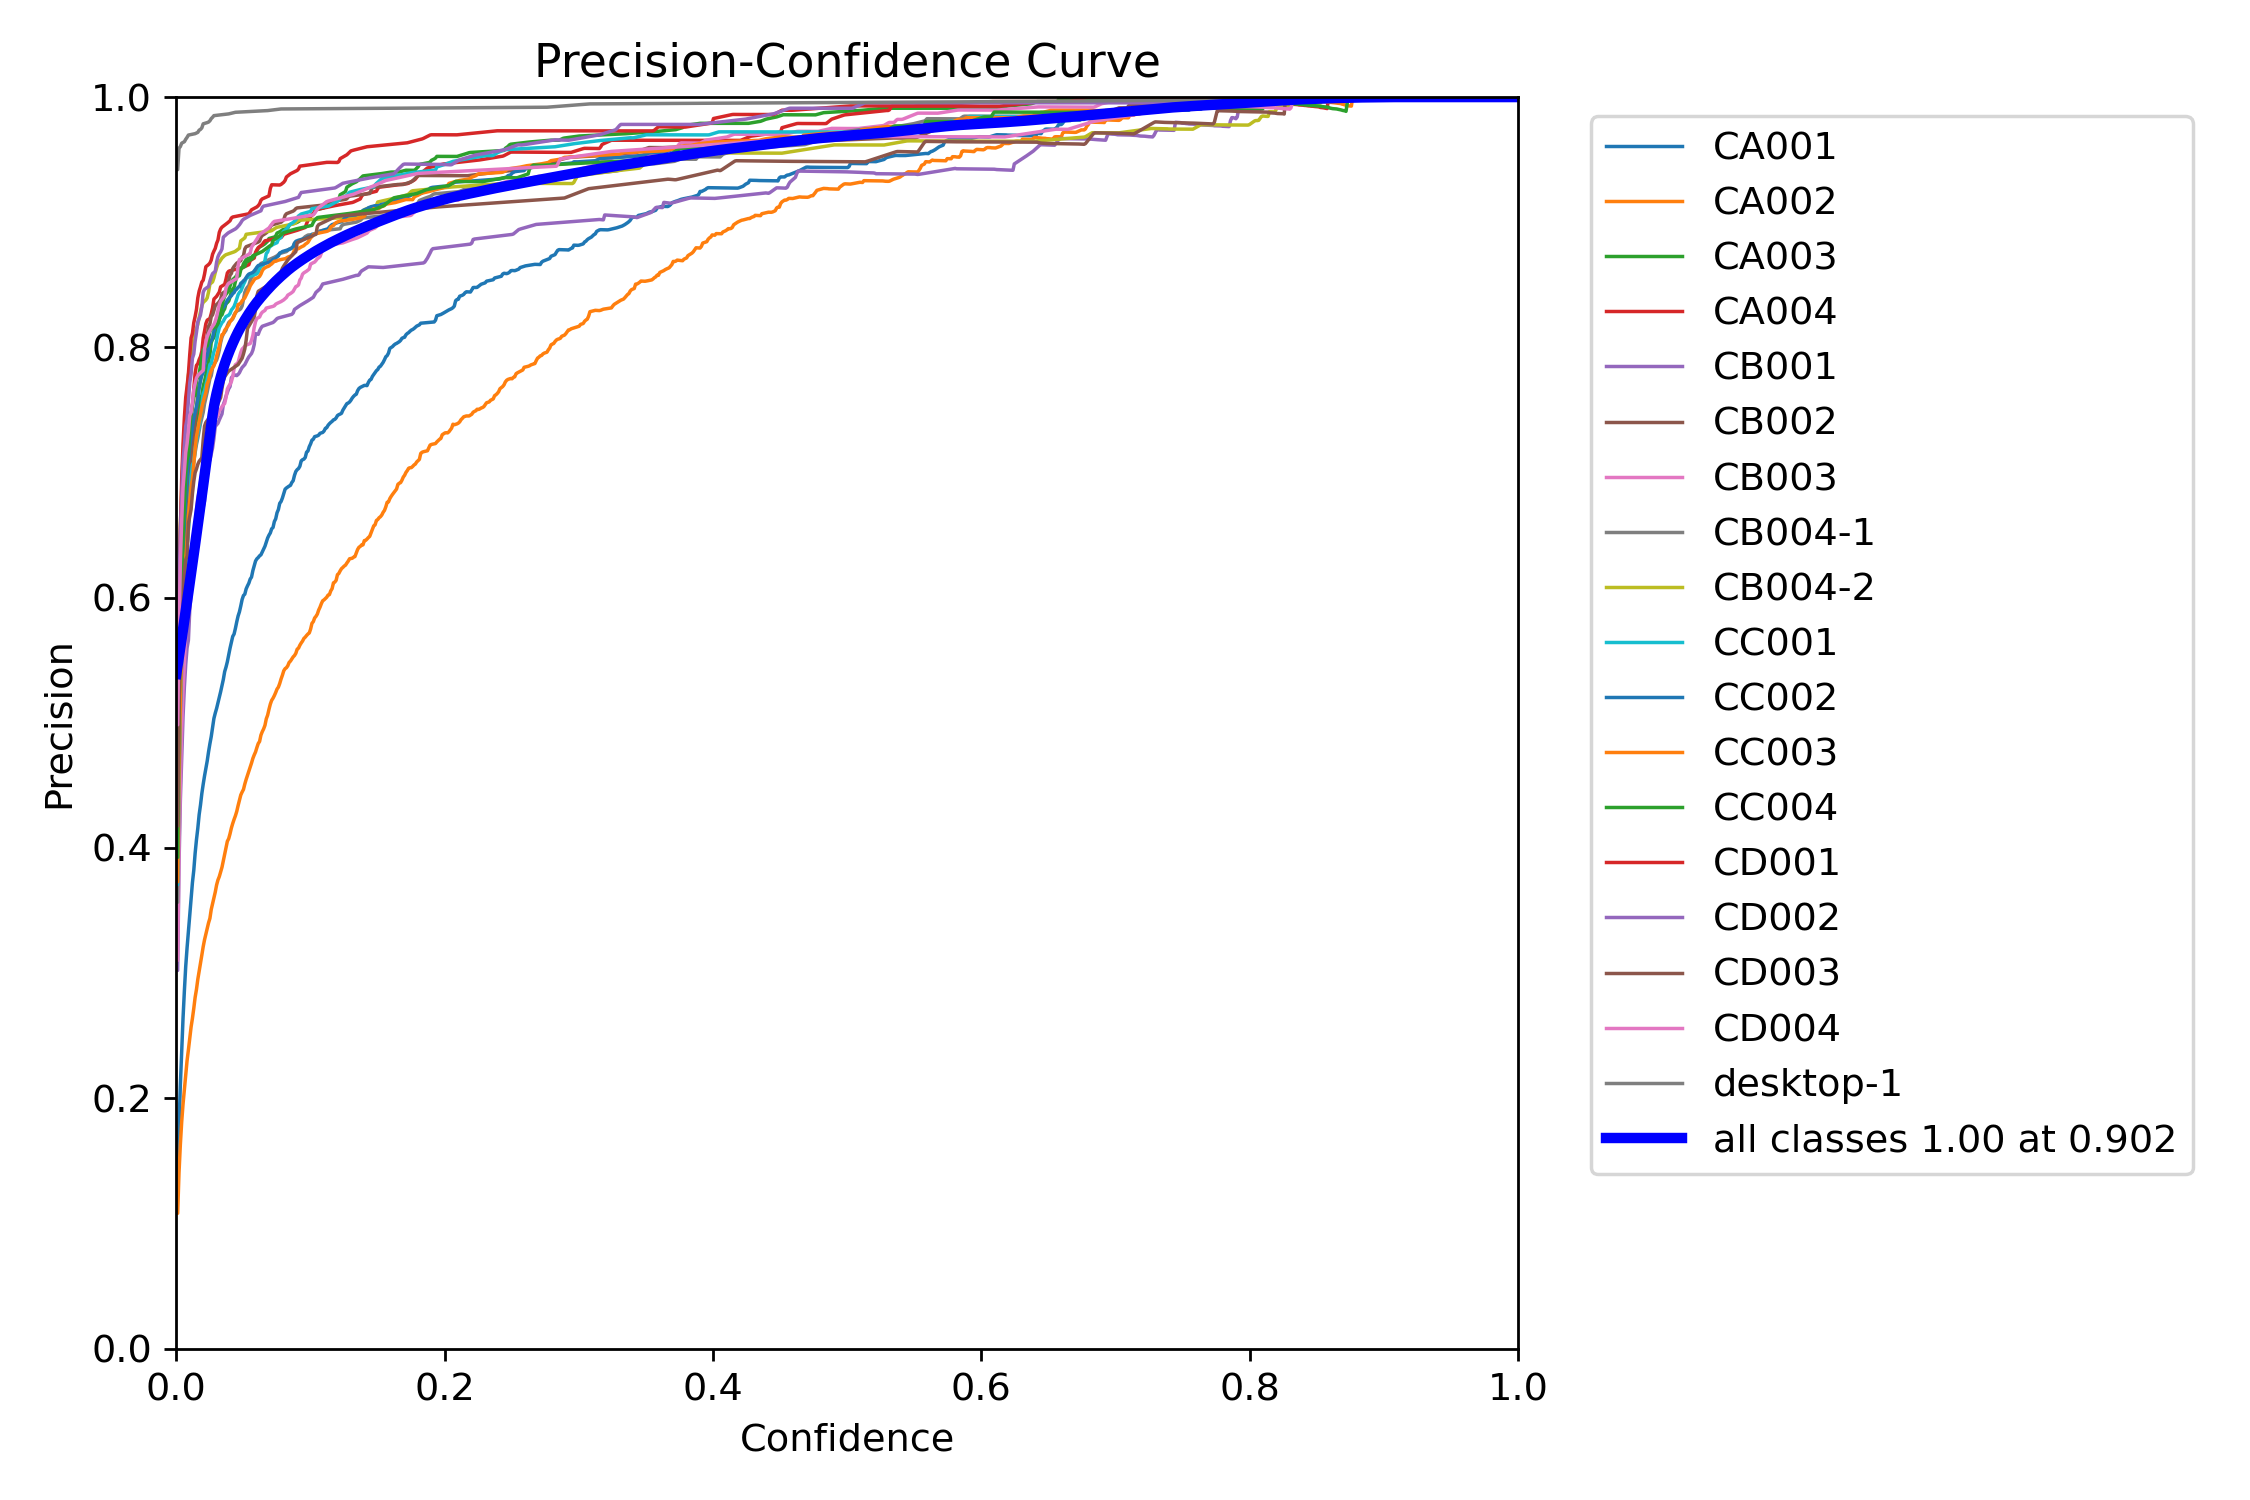 Precision-Confidence Curve
1.0
0.8
0.6
0.4
0.2
0.0
Precision
0.0 0.2 0.4 0.6 0.8 1.0
Confidence
CA001
CA002
CA003
CA004
CB001
CB002
CB003
CB004-1
CB004-2
CC001
CC002
CC003
CC004
CD001
CD002
CD003
CD004
desktop-1
all classes 1.00 at 0.902